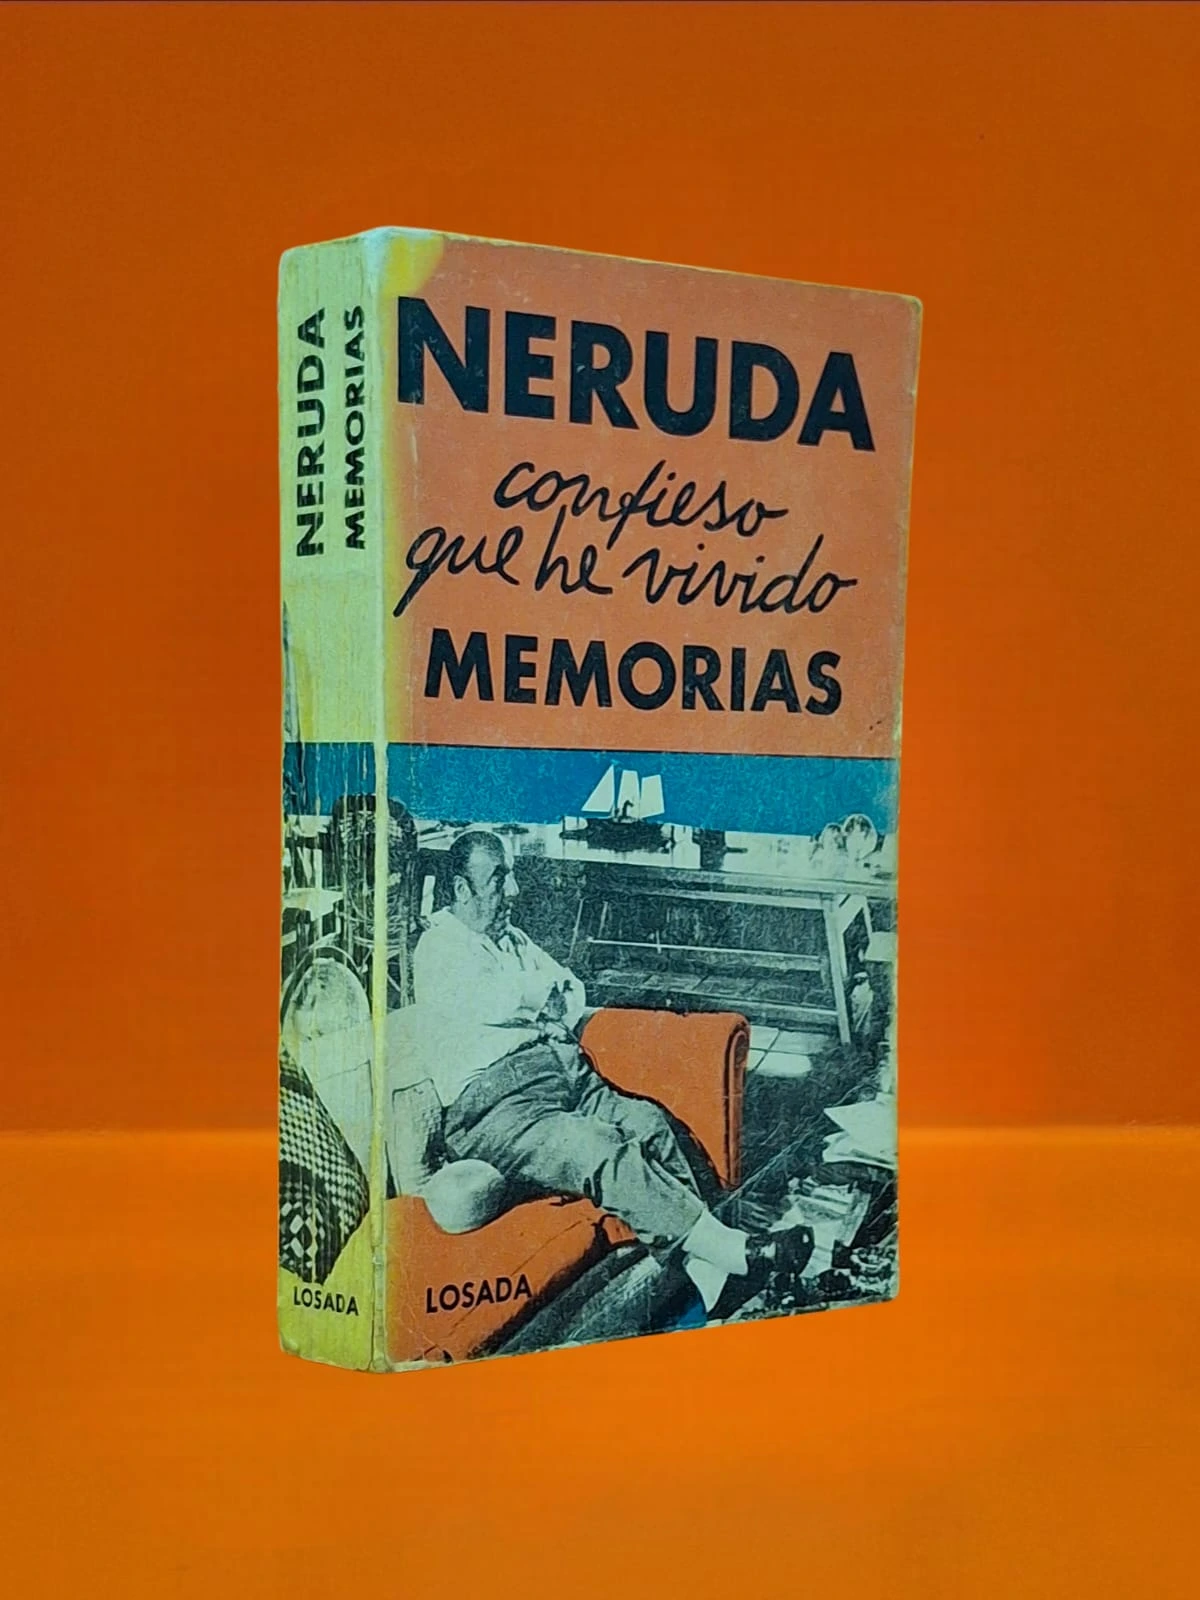 NERUDA
MEMORIAS
LOSADA
NERUDA
confieso
que he vivido
MEMORIAS
LOSADA